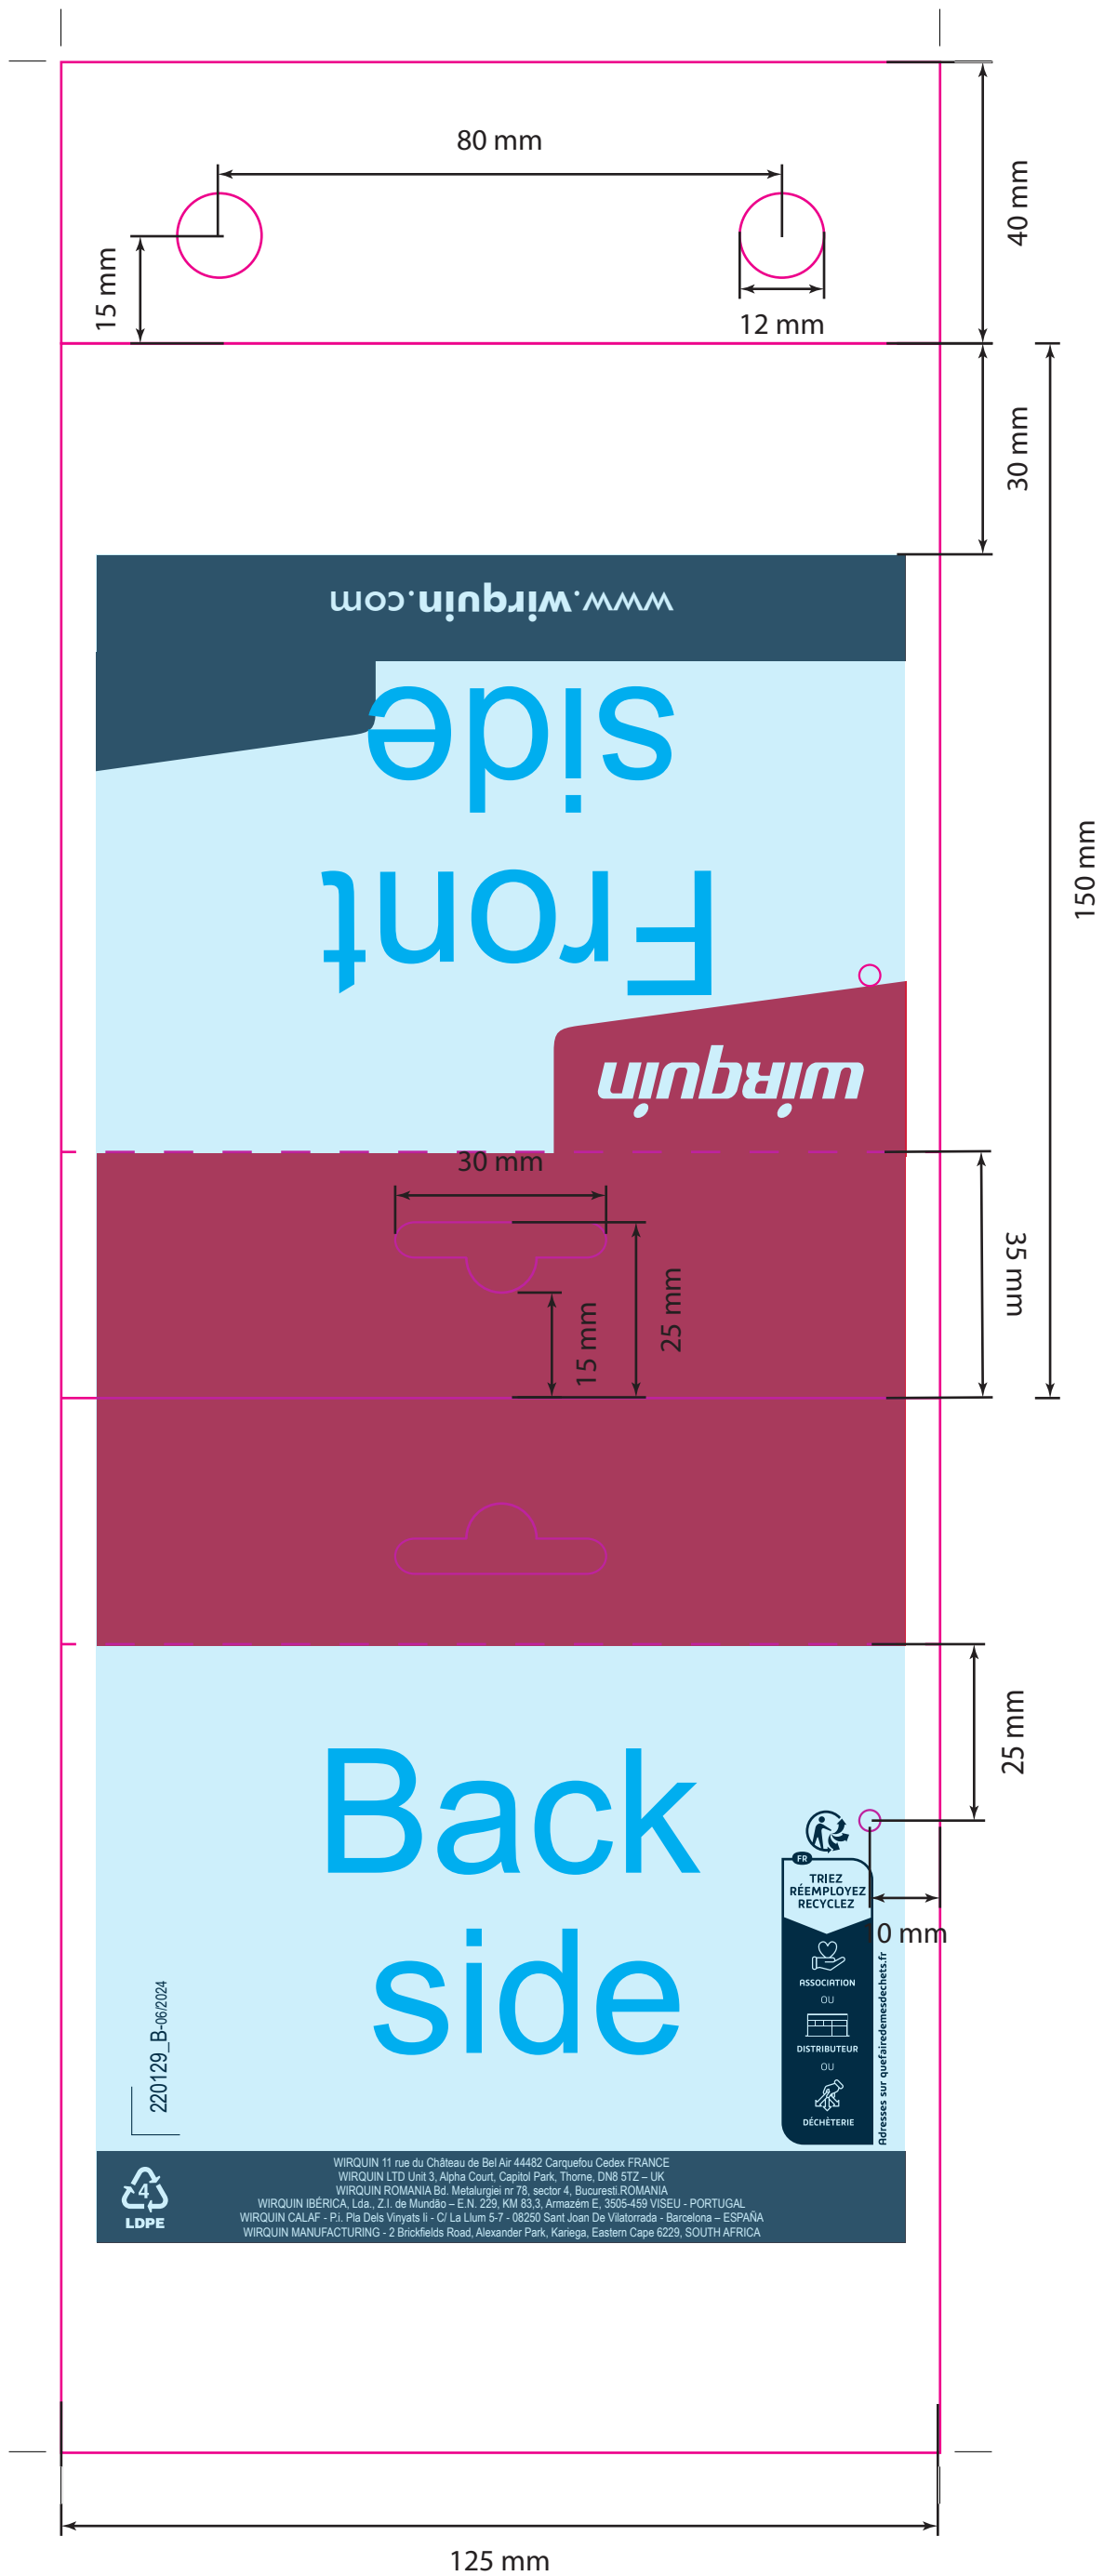 80 mm
40 mm
15 mm
12 mm
30 mm
www.wirquin.com
Front
side
150 mm
wirquin
30 mm
35 mm
25 mm
15 mm
25 mm
Back
side
FR
TRIEZ
RÉEMPLOYEZ
RECYCLEZ
10 mm
ASSOCIATION
OU
DISTRIBUTEUR
OU
DÉCHÈTERIE
Adresses sur quefairedemesdechets.fr
220129_B-06/2024
4
LDPE
WIRQUIN 11 rue du Château de Bel Air 44482 Carquefou Cedex FRANCE
WIRQUIN LTD Unit 3, Alpha Court, Capitol Park, Thorne, DN8 5TZ – UK
WIRQUIN ROMANIA Bd. Metalurgiei nr 78, sector 4, Bucuresti.ROMANIA
WIRQUIN IBÈRICA, Lda., Z.I. de Mundão – E.N. 229, KM 83,3, Armazém E, 3505-459 VISEU - PORTUGAL
WIRQUIN CALAF - P.i. Pla Dels Vinyats Ii - C/ La Llum 5-7 - 08250 Sant Joan De Vilatorrada - Barcelona – ESPAÑA
WIRQUIN MANUFACTURING - 2 Brickfields Road, Alexander Park, Kariega, Eastern Cape 6229, SOUTH AFRICA
125 mm